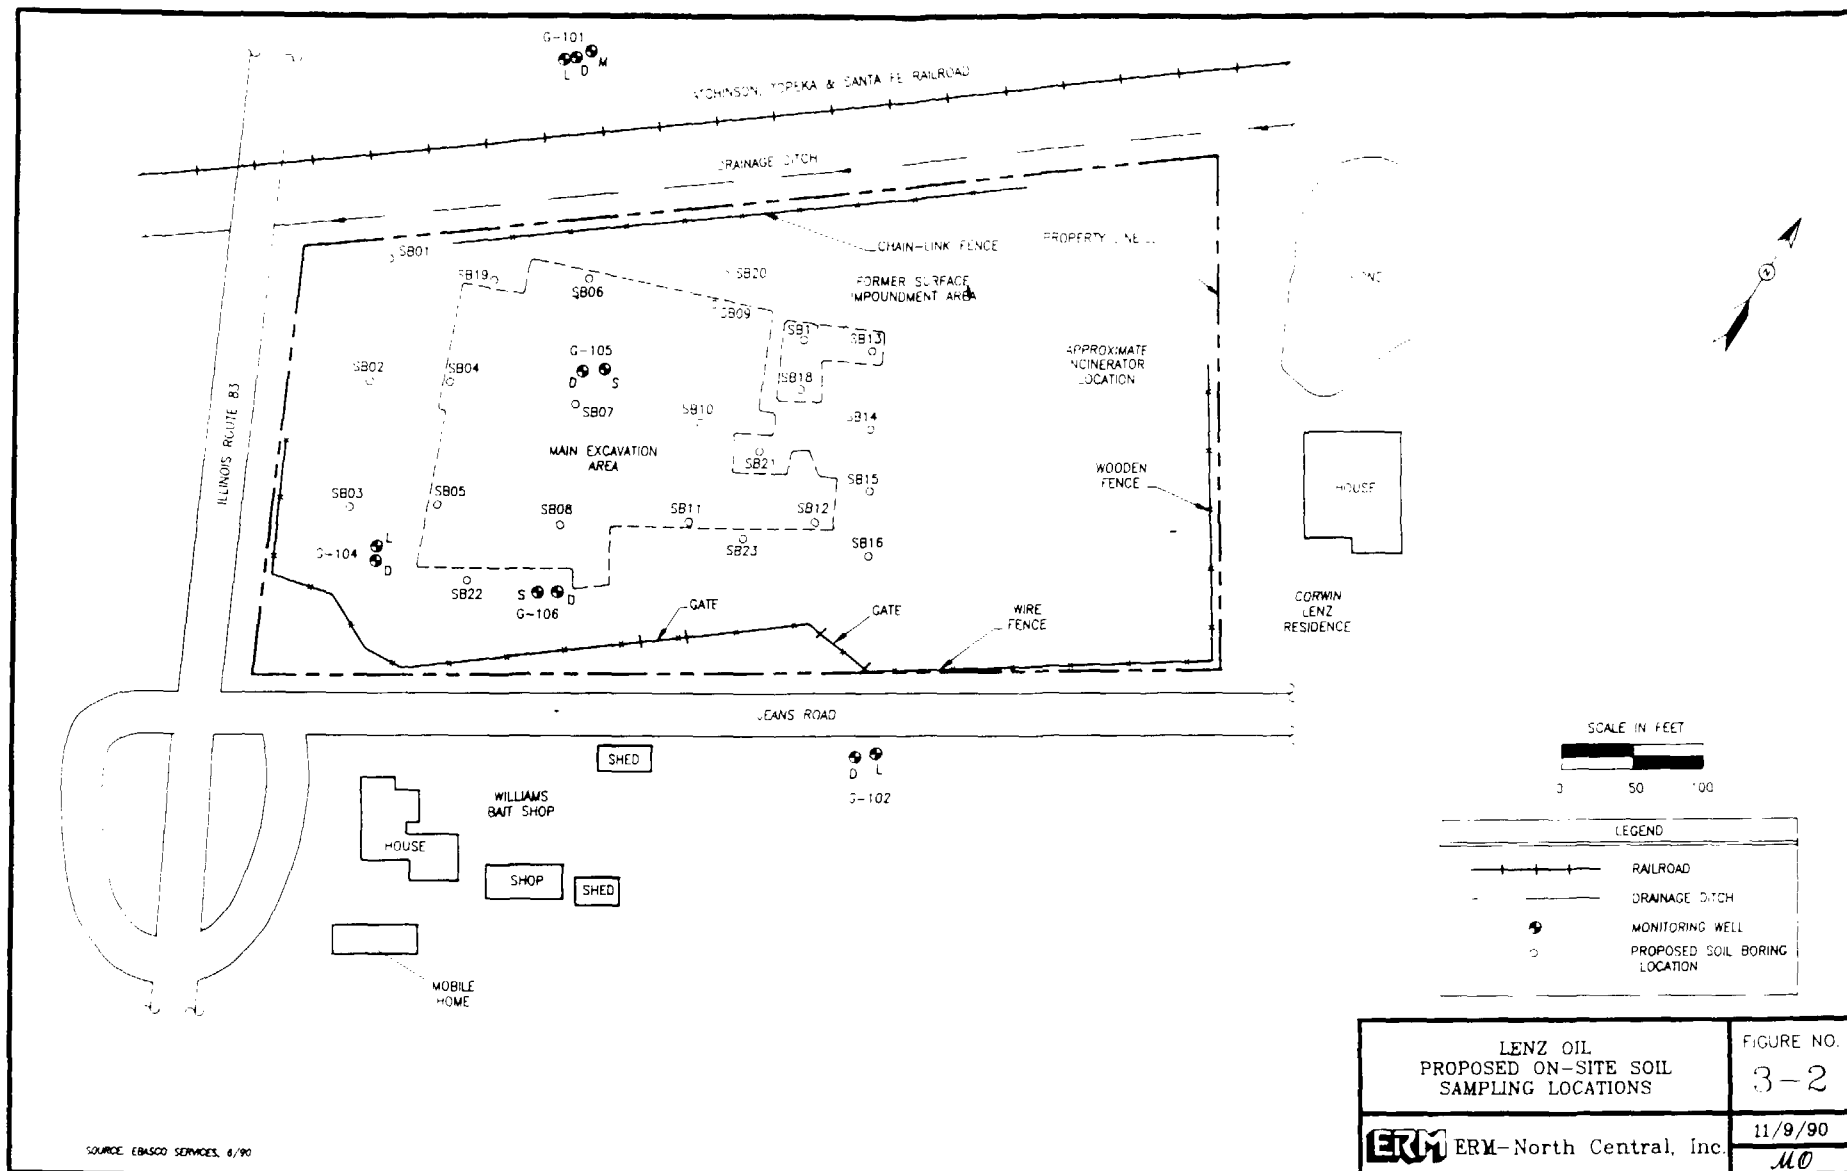 G-101
L D M
ATCHINSON, TOPEKA & SANTA FE RAILROAD
DRAINAGE DITCH
CHAIN-LINK FENCE
PROPERTY LINE
SB01
SB19
SB06
SB20
FORMER SURFACE
IMPOUNDMENT AREA
SB09
SB1
SB13
SB02
SB04
G-105
D S
SB07
SB10
SB18
SB14
APPROXIMATE
INCINERATOR
LOCATION
ILLINOIS ROUTE 83
MAIN EXCAVATION
AREA
SB21
SB15
WOODEN
FENCE
HOUSE
SB03
SB05
SB08
SB11
SB12
SB23
SB16
G-104
L
D
SB22
S D
G-106
GATE
GATE
WIRE
FENCE
CORWIN
LENZ
RESIDENCE
JEANS ROAD
SHED
D L
G-102
WILLIAMS
BAIT SHOP
HOUSE
SHOP
SHED
MOBILE
HOME
N
SCALE IN FEET
0 50 100
LEGEND
RAILROAD
DRAINAGE DITCH
MONITORING WELL
PROPOSED SOIL BORING
LOCATION
LENZ OIL
PROPOSED ON-SITE SOIL
SAMPLING LOCATIONS
FIGURE NO.
3-2
ERM ERM-North Central, Inc.
11/9/90
MO
SOURCE: EBASCO SERVICES, 6/90